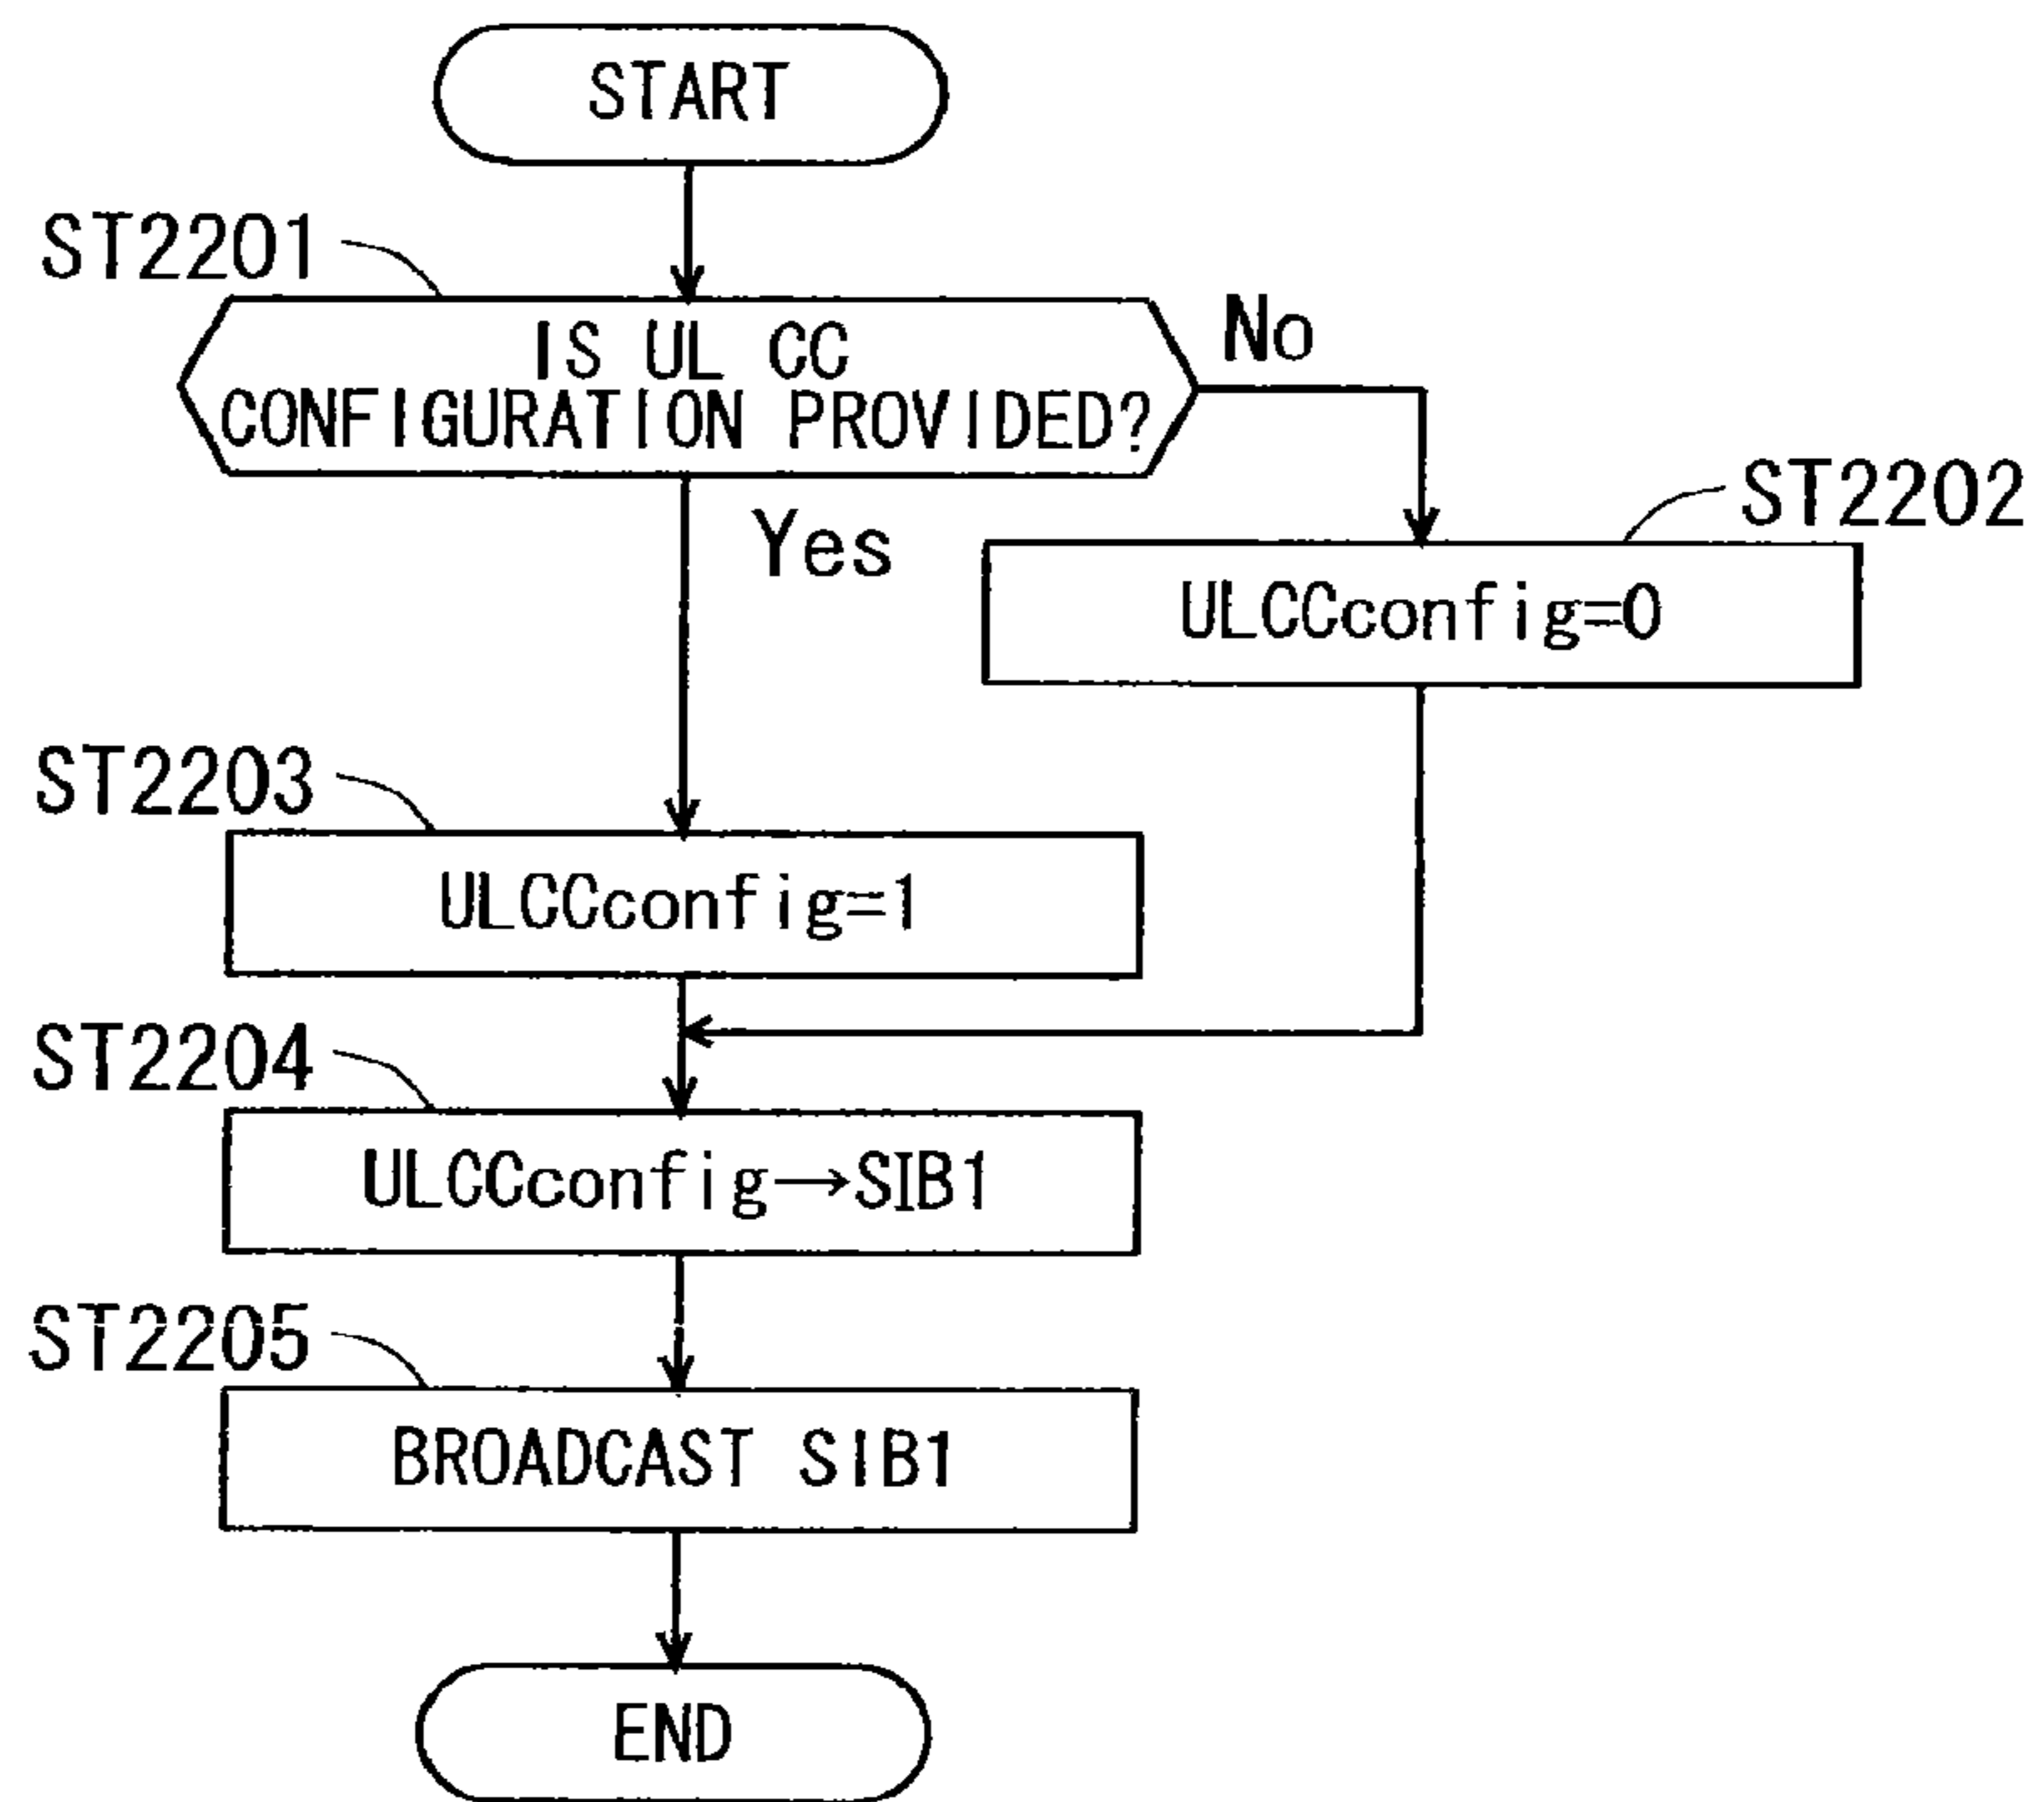 START
ST2201
IS UL CC
CONFIGURATION PROVIDED?
No
Yes
ST2202
ULCCconfig=0
ST2203
ULCCconfig=1
ST2204
ULCCconfig→SIB1
ST2205
BROADCAST SIB1
END